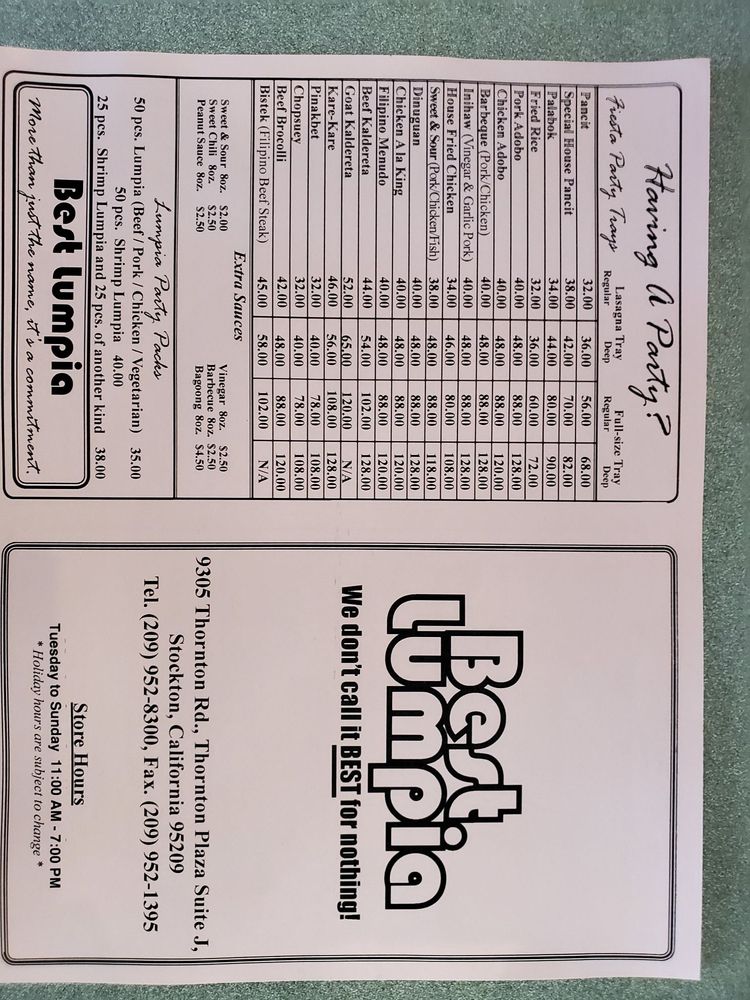 Having A Party?
Fiesta Party Trays Lasagna Tray Full-size Tray
Regular Deep Regular Deep
Pancit 32.00 36.00 56.00 68.00
Special House Pancit 38.00 42.00 70.00 82.00
Palabok 34.00 44.00 80.00 90.00
Fried Rice 32.00 36.00 60.00 72.00
Pork Adobo 40.00 48.00 88.00 128.00
Chicken Adobo 40.00 48.00 88.00 120.00
Barbeque (Pork/Chicken) 40.00 48.00 88.00 128.00
Inihaw (Vinegar & Garlic Pork) 40.00 48.00 88.00 128.00
House Fried Chicken 34.00 46.00 80.00 108.00
Sweet & Sour (Pork/Chicken/Fish) 38.00 48.00 88.00 118.00
Dinuguan 40.00 48.00 88.00 128.00
Chicken Ala King 40.00 48.00 88.00 120.00
Filipino Menudo 40.00 48.00 88.00 120.00
Beef Kaldereta 44.00 54.00 102.00 128.00
Goat Kaldereta 52.00 65.00 120.00 N/A
Kare-Kare 46.00 56.00 108.00 128.00
Pinakbet 32.00 40.00 78.00 108.00
Chopsuey 32.00 40.00 78.00 108.00
Beef Brocolli 42.00 48.00 88.00 120.00
Bistek (Filipino Beef Steak) 45.00 58.00 102.00 N/A
Extra Sauces
Sweet & Sour 8oz. $2.00 Vinegar 8oz. $2.50
Sweet Chili 8oz. $2.50 Barbecue 8oz. $2.50
Peanut Sauce 8oz. $2.50 Bagoong 8oz. $4.50
Lumpia Party Packs
50 pcs. Lumpia (Beef / Pork / Chicken / Vegetarian) 35.00
50 pcs. Shrimp Lumpia 40.00
25 pcs. Shrimp Lumpia and 25 pcs. of another kind 38.00
Best Lumpia
More than just the name, it's a commitment.
Best
Lumpia
We don't call it BEST for nothing!
9305 Thornton Rd., Thornton Plaza Suite J,
Stockton, California 95209
Tel. (209) 952-8300, Fax. (209) 952-1395
Store Hours
Tuesday to Sunday 11:00 AM - 7:00 PM
* Holiday hours are subject to change *